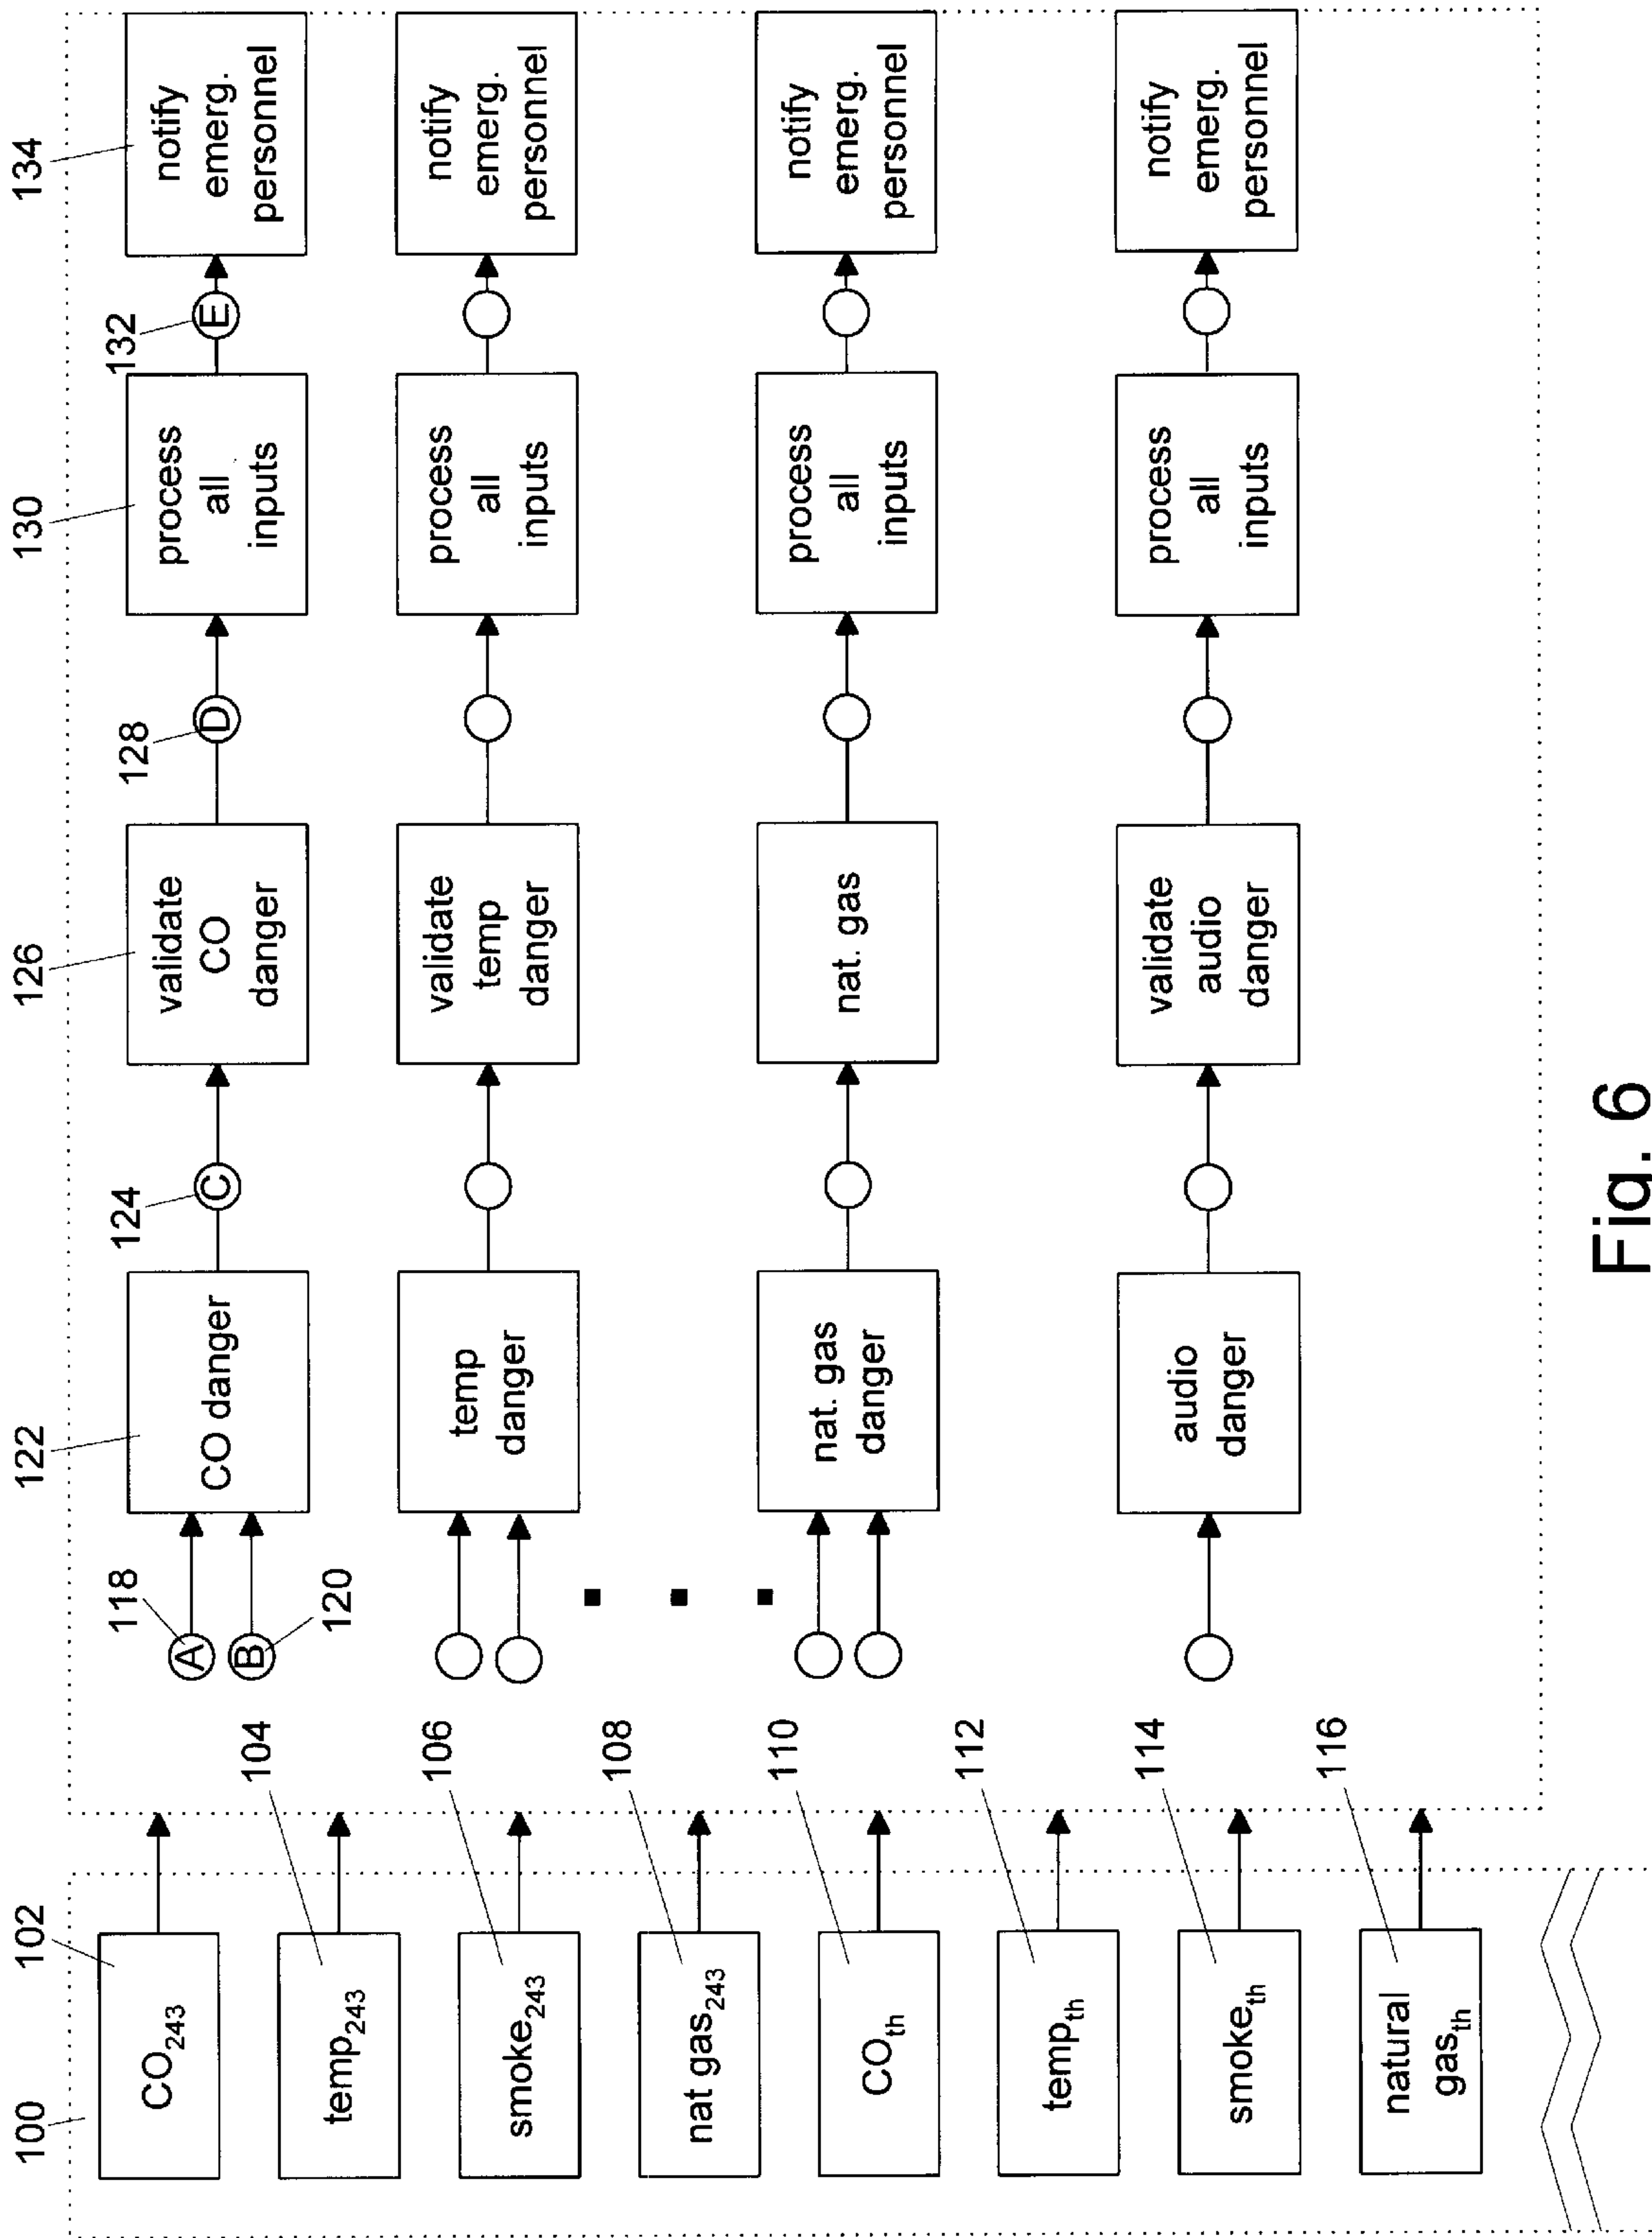 100
102
CO243
104
temp243
106
smoke243
108
nat gas243
110
COth
112
tempth
114
smoketh
116
natural
gasth
118
A
B
120
122
CO danger
124
C
126
validate
CO
danger
128
D
130
process
all
inputs
132
E
134
notify
emerg.
personnel
temp
danger
validate
temp
danger
process
all
inputs
notify
emerg.
personnel
nat. gas
danger
nat. gas
process
all
inputs
notify
emerg.
personnel
audio
danger
validate
audio
danger
process
all
inputs
notify
emerg.
personnel
Fig. 6